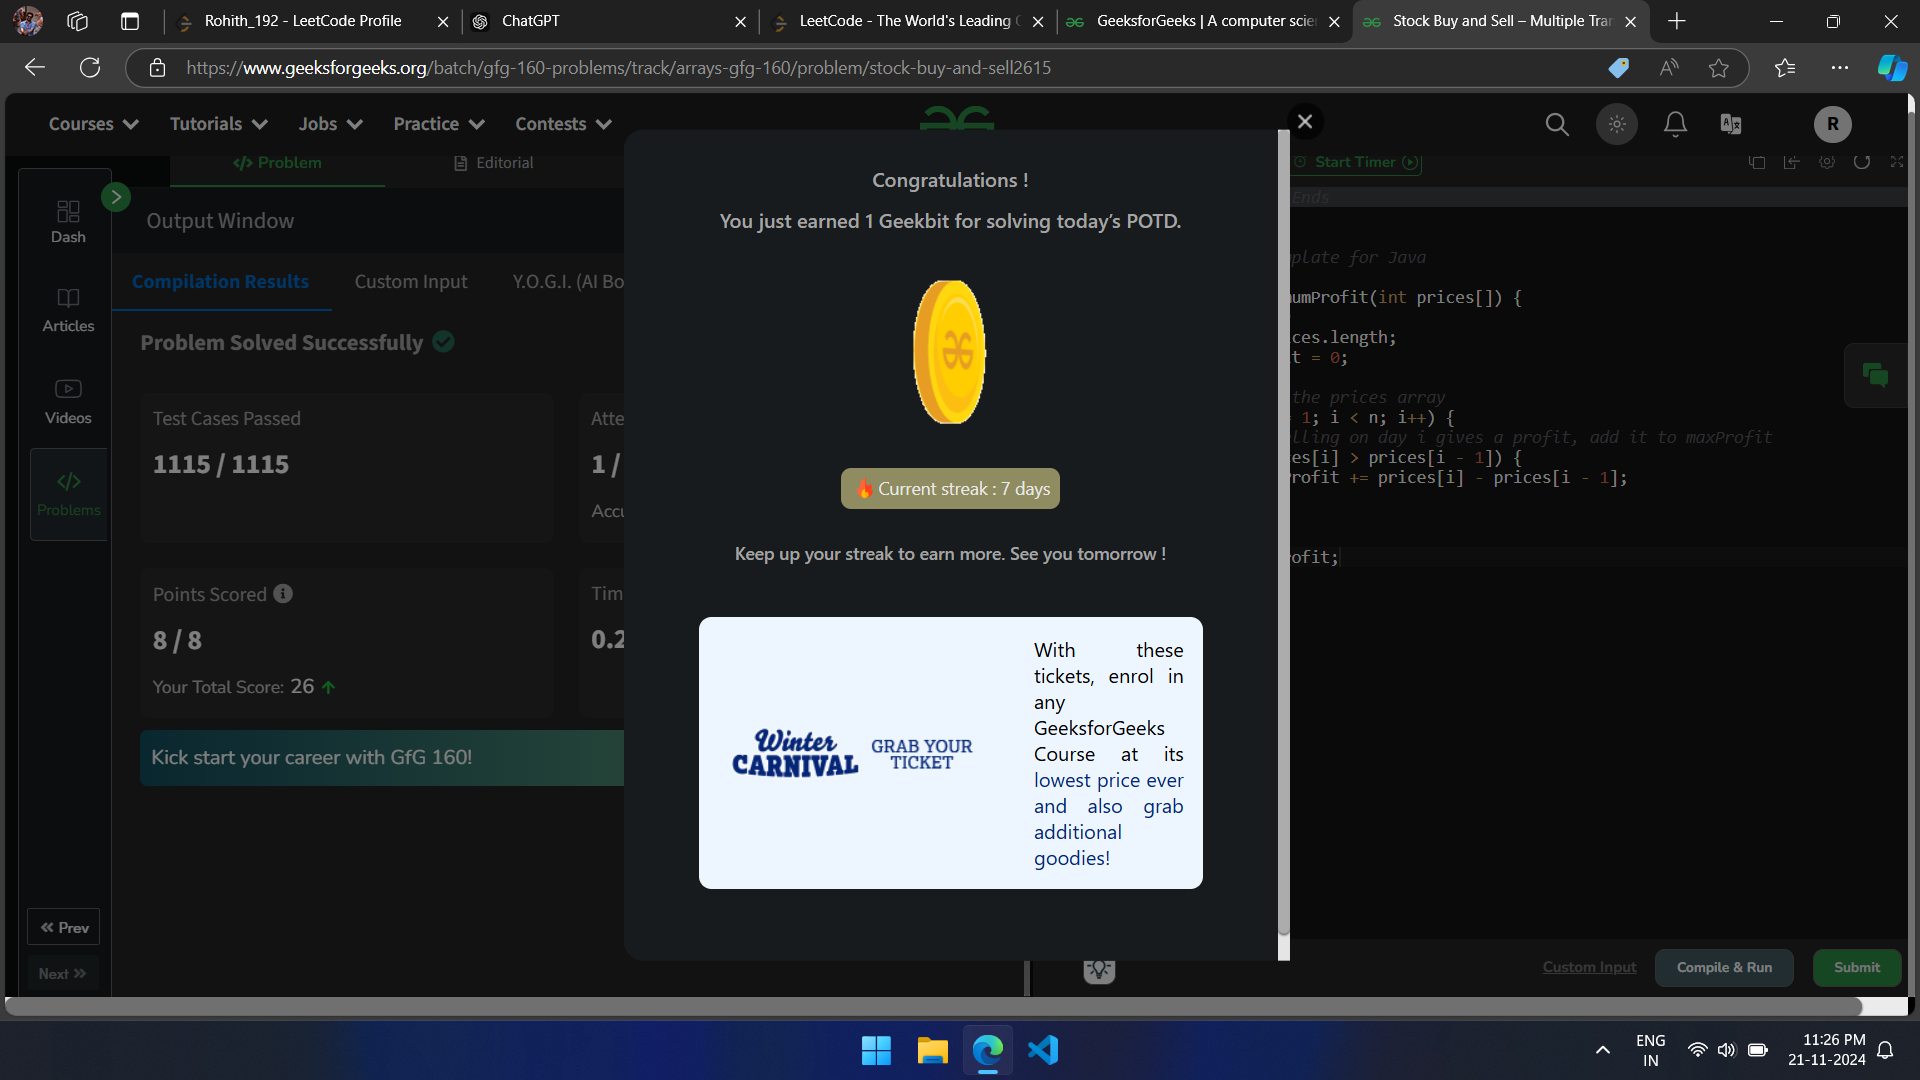 Rohith_192 - LeetCode Profile
ChatGPT
LeetCode - The World's Leading
GeeksforGeeks | A computer scie
Stock Buy and Sell – Multiple Tra
https://www.geeksforgeeks.org/batch/gfg-160-problems/track/arrays-gfg-160/problem/stock-buy-and-sell2615
Courses
Tutorials
Jobs
Practice
Contests
R
</> Problem
Editorial
Start Timer
Dash
Articles
Videos
Problems
« Prev
Next »
Output Window
Compilation Results
Custom Input
Y.O.G.I. (AI Bo
Problem Solved Successfully
Test Cases Passed
1115 / 1115
Atte
1 /
Accu
Points Scored
8 / 8
Your Total Score: 26
Tim
0.2
Kick start your career with GfG 160!
Congratulations !
You just earned 1 Geekbit for solving today’s POTD.
Current streak : 7 days
Keep up your streak to earn more. See you tomorrow !
Winter
CARNIVAL
GRAB YOUR
TICKET
With these
tickets, enrol in
any
GeeksforGeeks
Course at its
lowest price ever
and also grab
additional
goodies!
Ends
plate for Java
umProfit(int prices[]) {
ces.length;
t = 0;
the prices array
= 1; i < n; i++) {
lling on day i gives a profit, add it to maxProfit
es[i] > prices[i - 1]) {
rofit += prices[i] - prices[i - 1];
ofit;
Custom Input
Compile & Run
Submit
ENG
IN
11:26 PM
21-11-2024